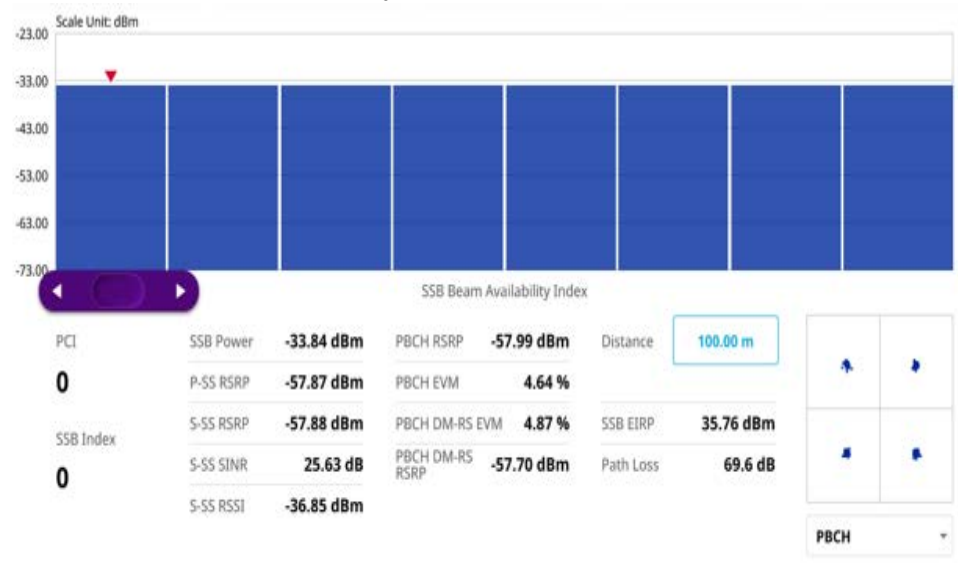 Scale Unit: dBm
-23.00
-33.00
-43.00
-53.00
-63.00
-73.00
SSB Beam Availability Index
PCI
0
SSB Index
0
SSB Power -33.84 dBm
P-SS RSRP -57.87 dBm
S-SS RSRP -57.88 dBm
S-SS SINR 25.63 dB
S-SS RSSI -36.85 dBm
PBCH RSRP -57.99 dBm
PBCH EVM 4.64 %
PBCH DM-RS EVM 4.87 %
PBCH DM-RS
RSRP -57.70 dBm
Distance 100.00 m
SSB EIRP 35.76 dBm
Path Loss 69.6 dB
PBCH